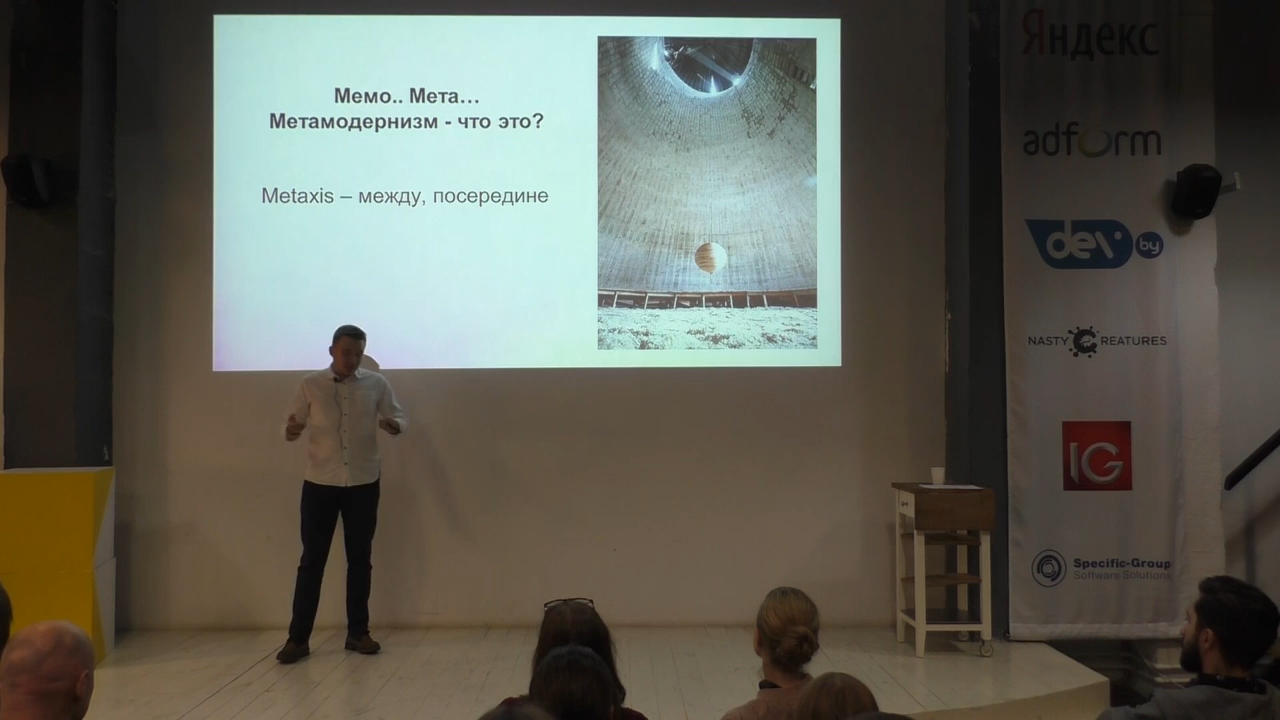 Мемо.. Мета...
Метамодернизм - что это?
Metaxis – между, посередине
Яндекс
adform
dev.by
NASTY CREATURES
IG
Specific-Group
Software Solutions